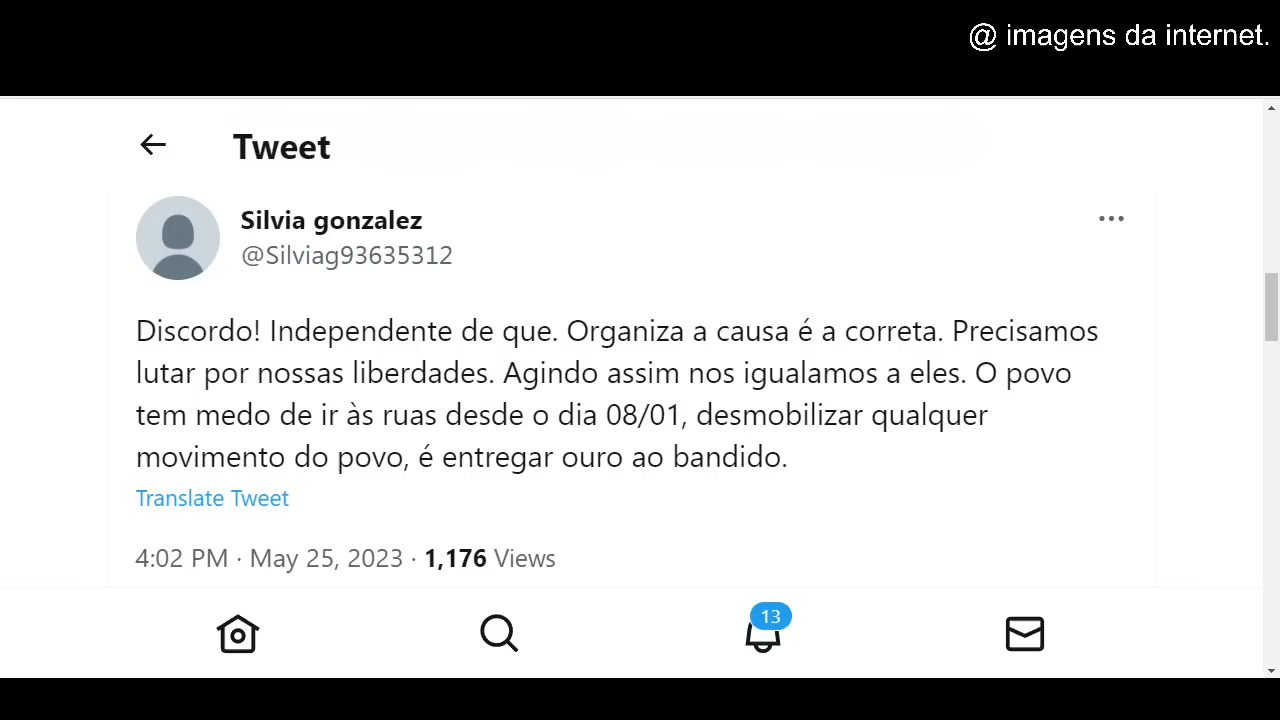 @ imagens da internet.
Tweet
Silvia gonzalez
@Silviag93635312
Discordo! Independente de que. Organiza a causa é a correta. Precisamos
lutar por nossas liberdades. Agindo assim nos igualamos a eles. O povo
tem medo de ir às ruas desde o dia 08/01, desmobilizar qualquer
movimento do povo, é entregar ouro ao bandido.
Translate Tweet
4:02 PM · May 25, 2023 · 1,176 Views
13